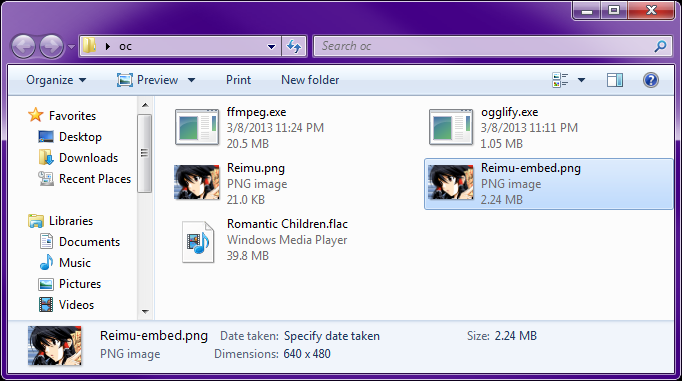 oc
Search oc
Organize
Preview
Print
New folder
Favorites
Desktop
Downloads
Recent Places
Libraries
Documents
Music
Pictures
Videos
ffmpeg.exe
3/8/2013 11:24 PM
20.5 MB
ogglify.exe
3/8/2013 11:11 PM
1.05 MB
Reimu.png
PNG image
21.0 KB
Reimu-embed.png
PNG image
2.24 MB
Romantic Children.flac
Windows Media Player
39.8 MB
Reimu-embed.png Date taken: Specify date taken Size: 2.24 MB
PNG image Dimensions: 640 x 480